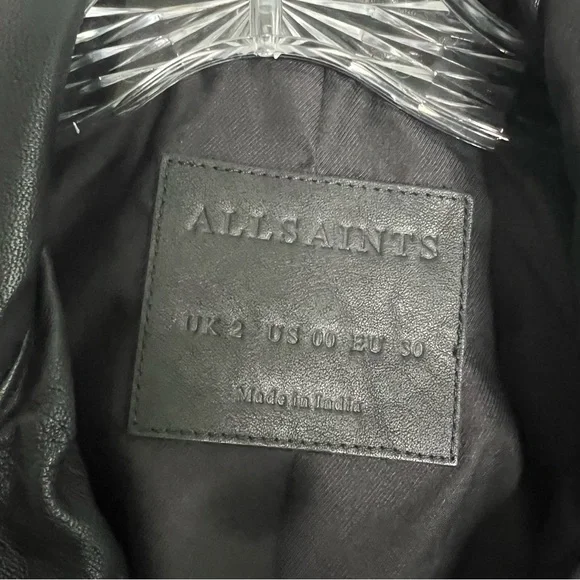 ALLSAINTS
UK 2 US 00 EU 30
Made in India